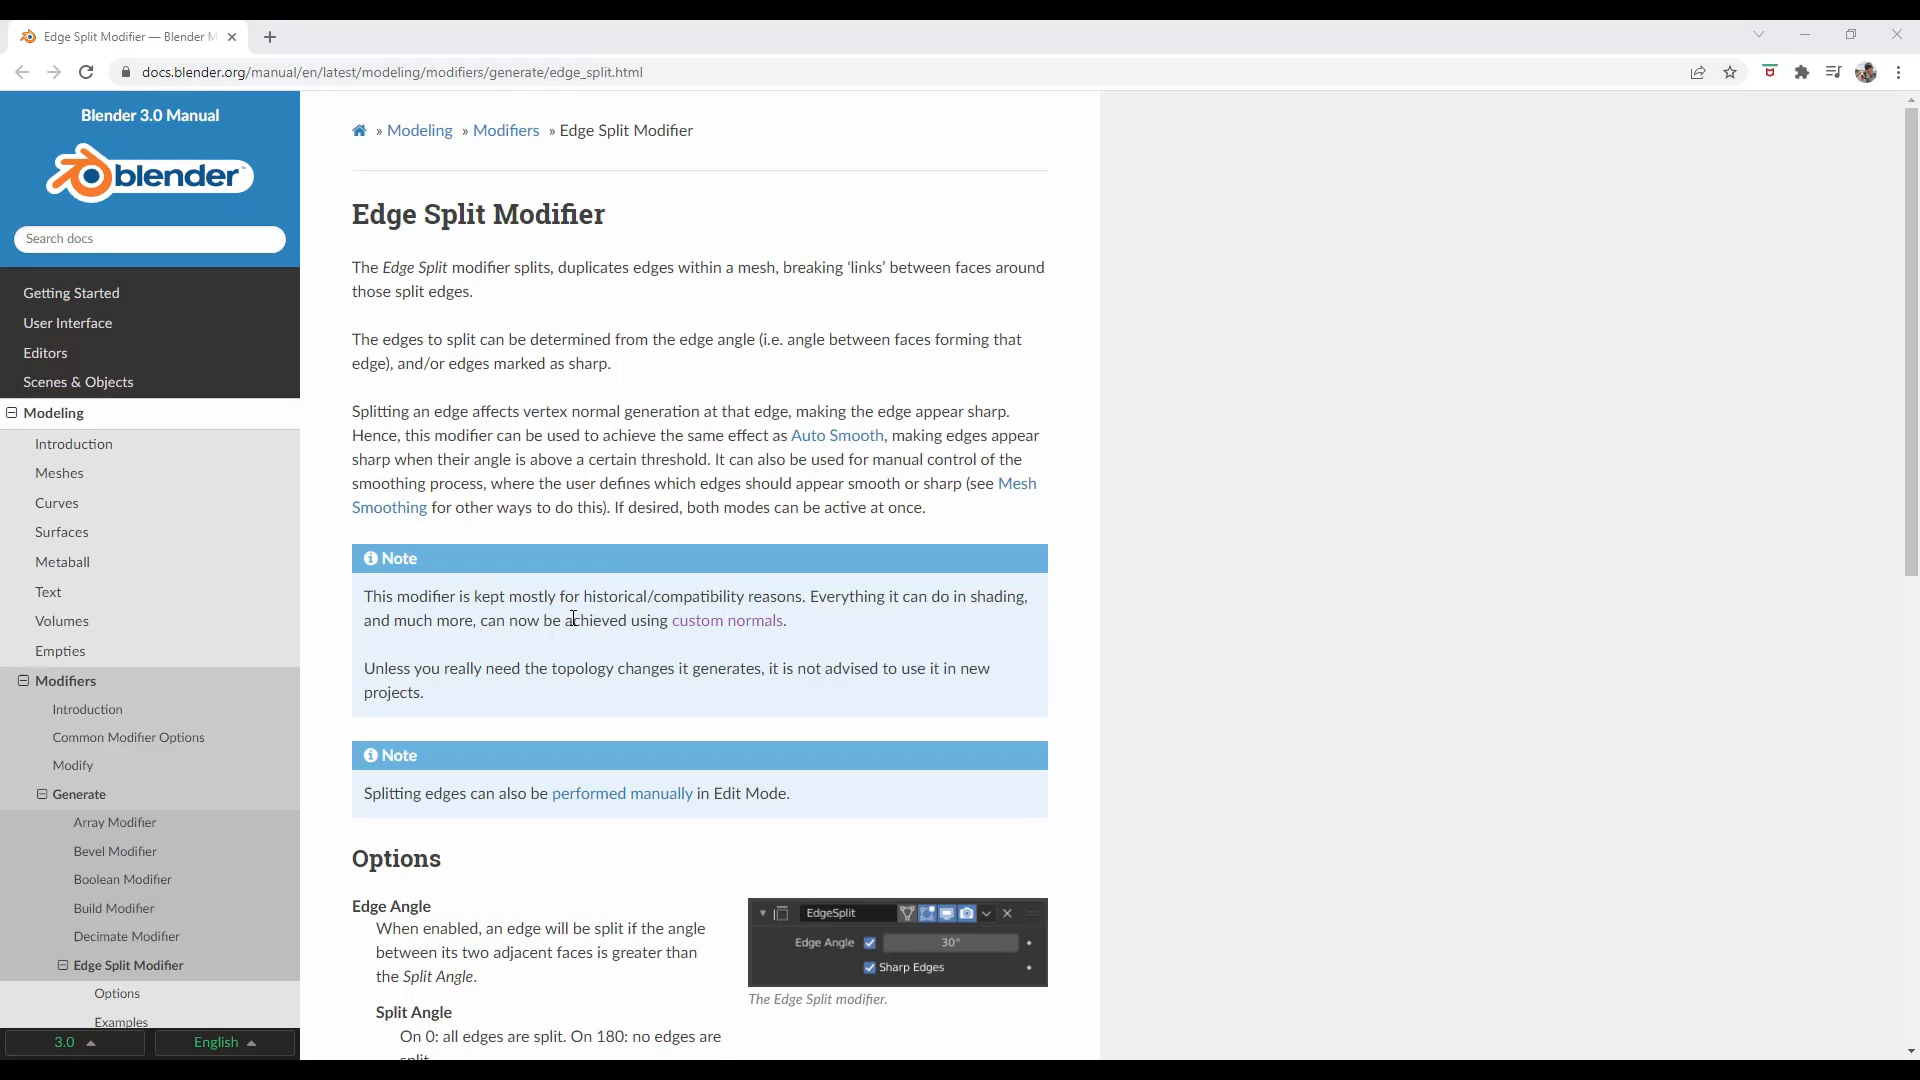 Edge Split Modifier — Blender M
docs.blender.org/manual/en/latest/modeling/modifiers/generate/edge_split.html
Blender 3.0 Manual
blender
Search docs
Getting Started
User Interface
Editors
Scenes & Objects
Modeling
Introduction
Meshes
Curves
Surfaces
Metaball
Text
Volumes
Empties
Modifiers
Introduction
Common Modifier Options
Modify
Generate
Array Modifier
Bevel Modifier
Boolean Modifier
Build Modifier
Decimate Modifier
Edge Split Modifier
Options
Examples
3.0
English
» Modeling » Modifiers » Edge Split Modifier
Edge Split Modifier
The Edge Split modifier splits, duplicates edges within a mesh, breaking ‘links’ between faces around
those split edges.
The edges to split can be determined from the edge angle (i.e. angle between faces forming that
edge), and/or edges marked as sharp.
Splitting an edge affects vertex normal generation at that edge, making the edge appear sharp.
Hence, this modifier can be used to achieve the same effect as Auto Smooth, making edges appear
sharp when their angle is above a certain threshold. It can also be used for manual control of the
smoothing process, where the user defines which edges should appear smooth or sharp (see Mesh
Smoothing for other ways to do this). If desired, both modes can be active at once.
Note
This modifier is kept mostly for historical/compatibility reasons. Everything it can do in shading,
and much more, can now be achieved using custom normals.
Unless you really need the topology changes it generates, it is not advised to use it in new
projects.
Note
Splitting edges can also be performed manually in Edit Mode.
Options
Edge Angle
When enabled, an edge will be split if the angle
between its two adjacent faces is greater than
the Split Angle.
Split Angle
On 0: all edges are split. On 180: no edges are
split.
EdgeSplit
Edge Angle 30°
Sharp Edges
The Edge Split modifier.